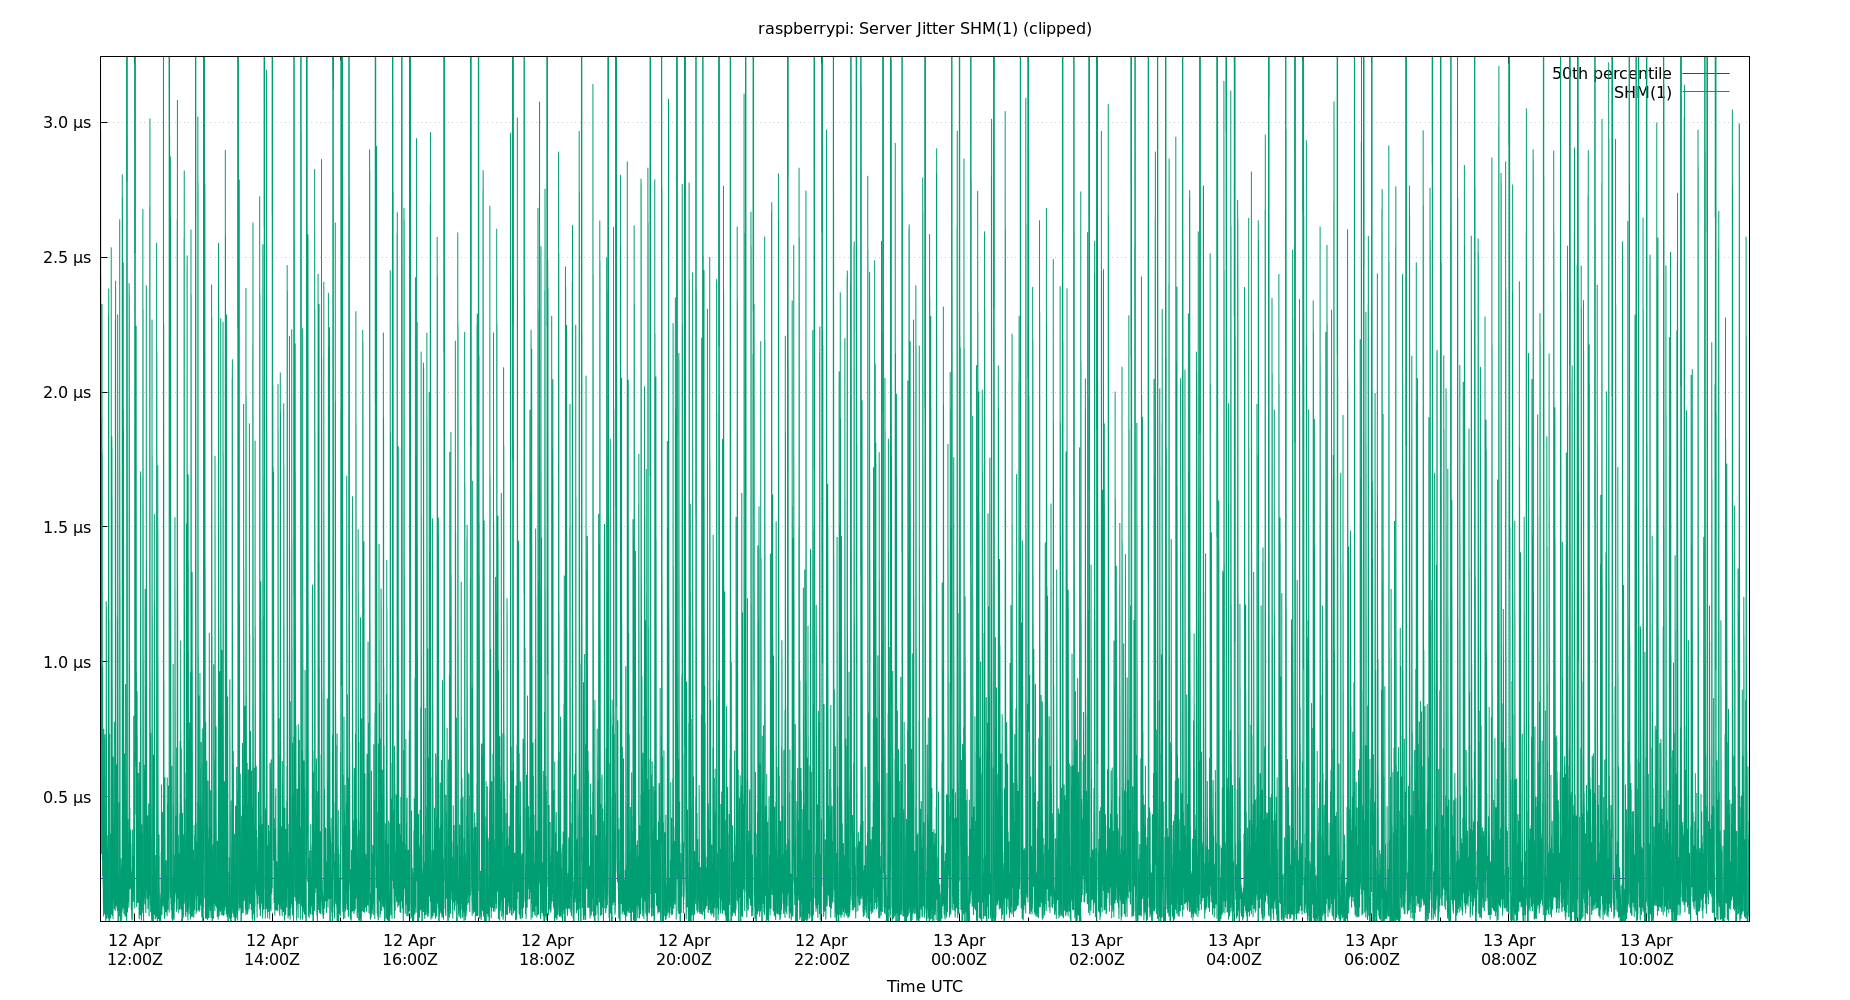 raspberrypi: Server Jitter SHM(1) (clipped)
50th percentile
SHM(1)
3.0 µs
2.5 µs
2.0 µs
1.5 µs
1.0 µs
0.5 µs
12 Apr 12 Apr 12 Apr 12 Apr 12 Apr 12 Apr 13 Apr 13 Apr 13 Apr 13 Apr 13 Apr 13 Apr
12:00Z 14:00Z 16:00Z 18:00Z 20:00Z 22:00Z 00:00Z 02:00Z 04:00Z 06:00Z 08:00Z 10:00Z
Time UTC